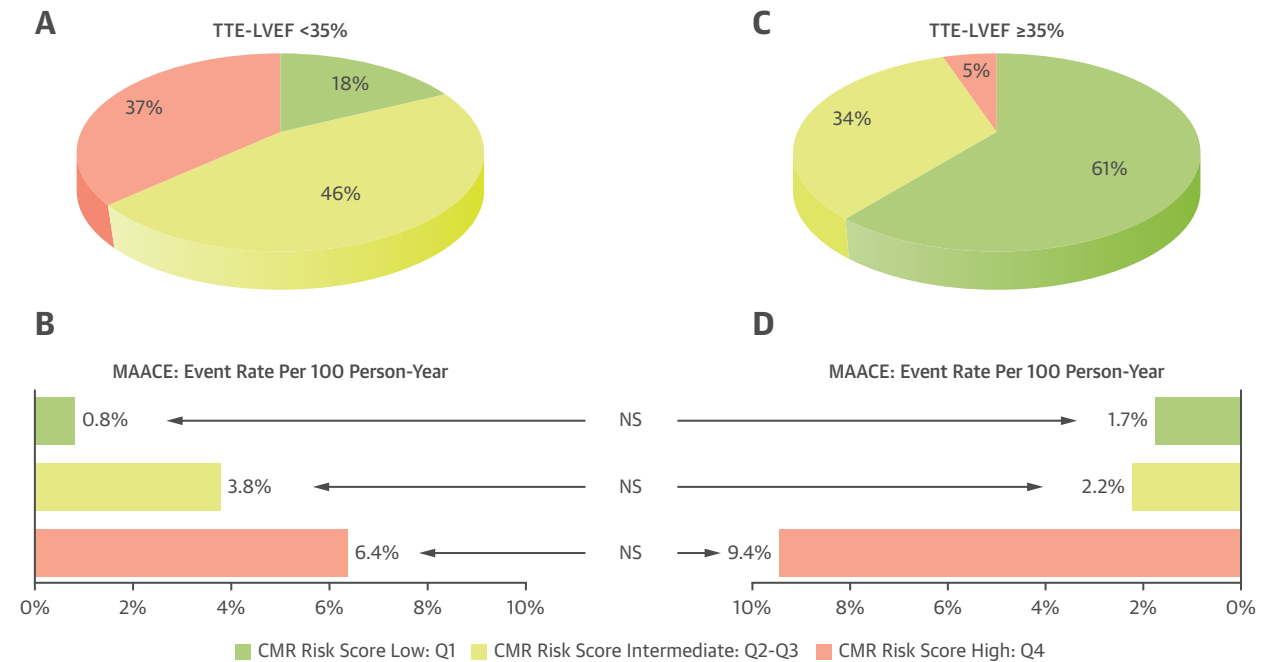 A
TTE-LVEF <35%
18%
37%
46%
C
TTE-LVEF ≥35%
5%
34%
61%
B
MAACE: Event Rate Per 100 Person-Year
0.8%
3.8%
6.4%
0% 2% 4% 6% 8% 10%
NS
NS
NS
D
MAACE: Event Rate Per 100 Person-Year
1.7%
2.2%
9.4%
10% 8% 6% 4% 2% 0%
CMR Risk Score Low: Q1 CMR Risk Score Intermediate: Q2-Q3 CMR Risk Score High: Q4